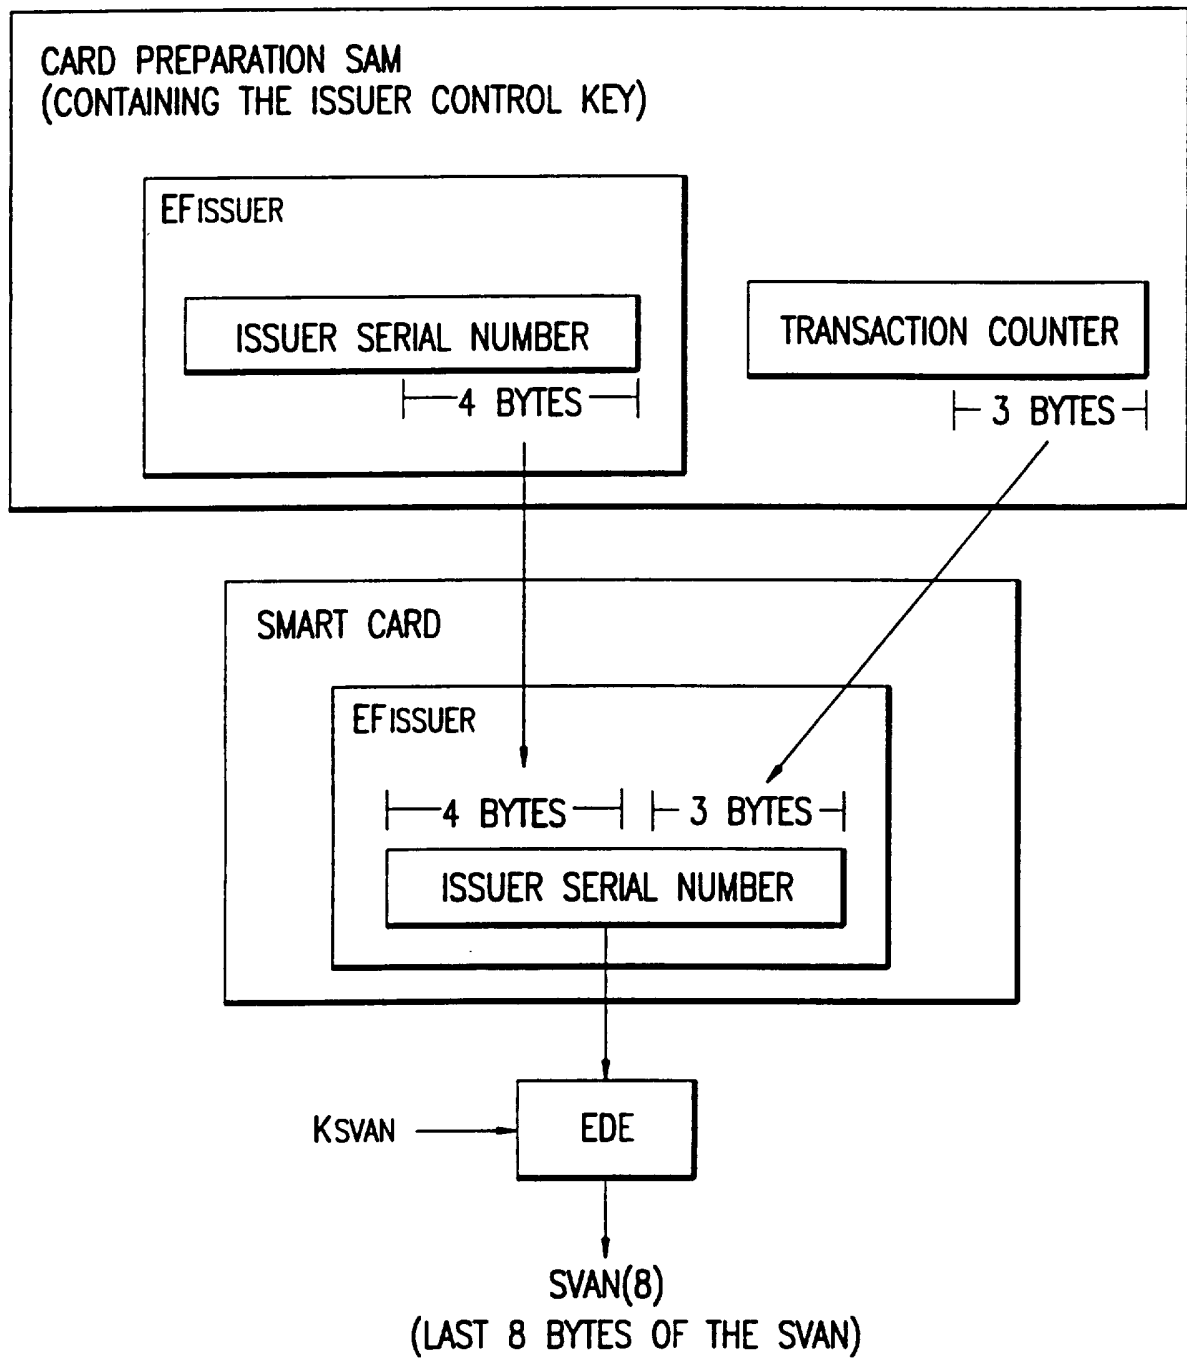 CARD PREPARATION SAM
(CONTAINING THE ISSUER CONTROL KEY)
EFISSUER
ISSUER SERIAL NUMBER
TRANSACTION COUNTER
4 BYTES
3 BYTES
SMART CARD
EFISSUER
4 BYTES
3 BYTES
ISSUER SERIAL NUMBER
KSVAN
EDE
SVAN(8)
(LAST 8 BYTES OF THE SVAN)